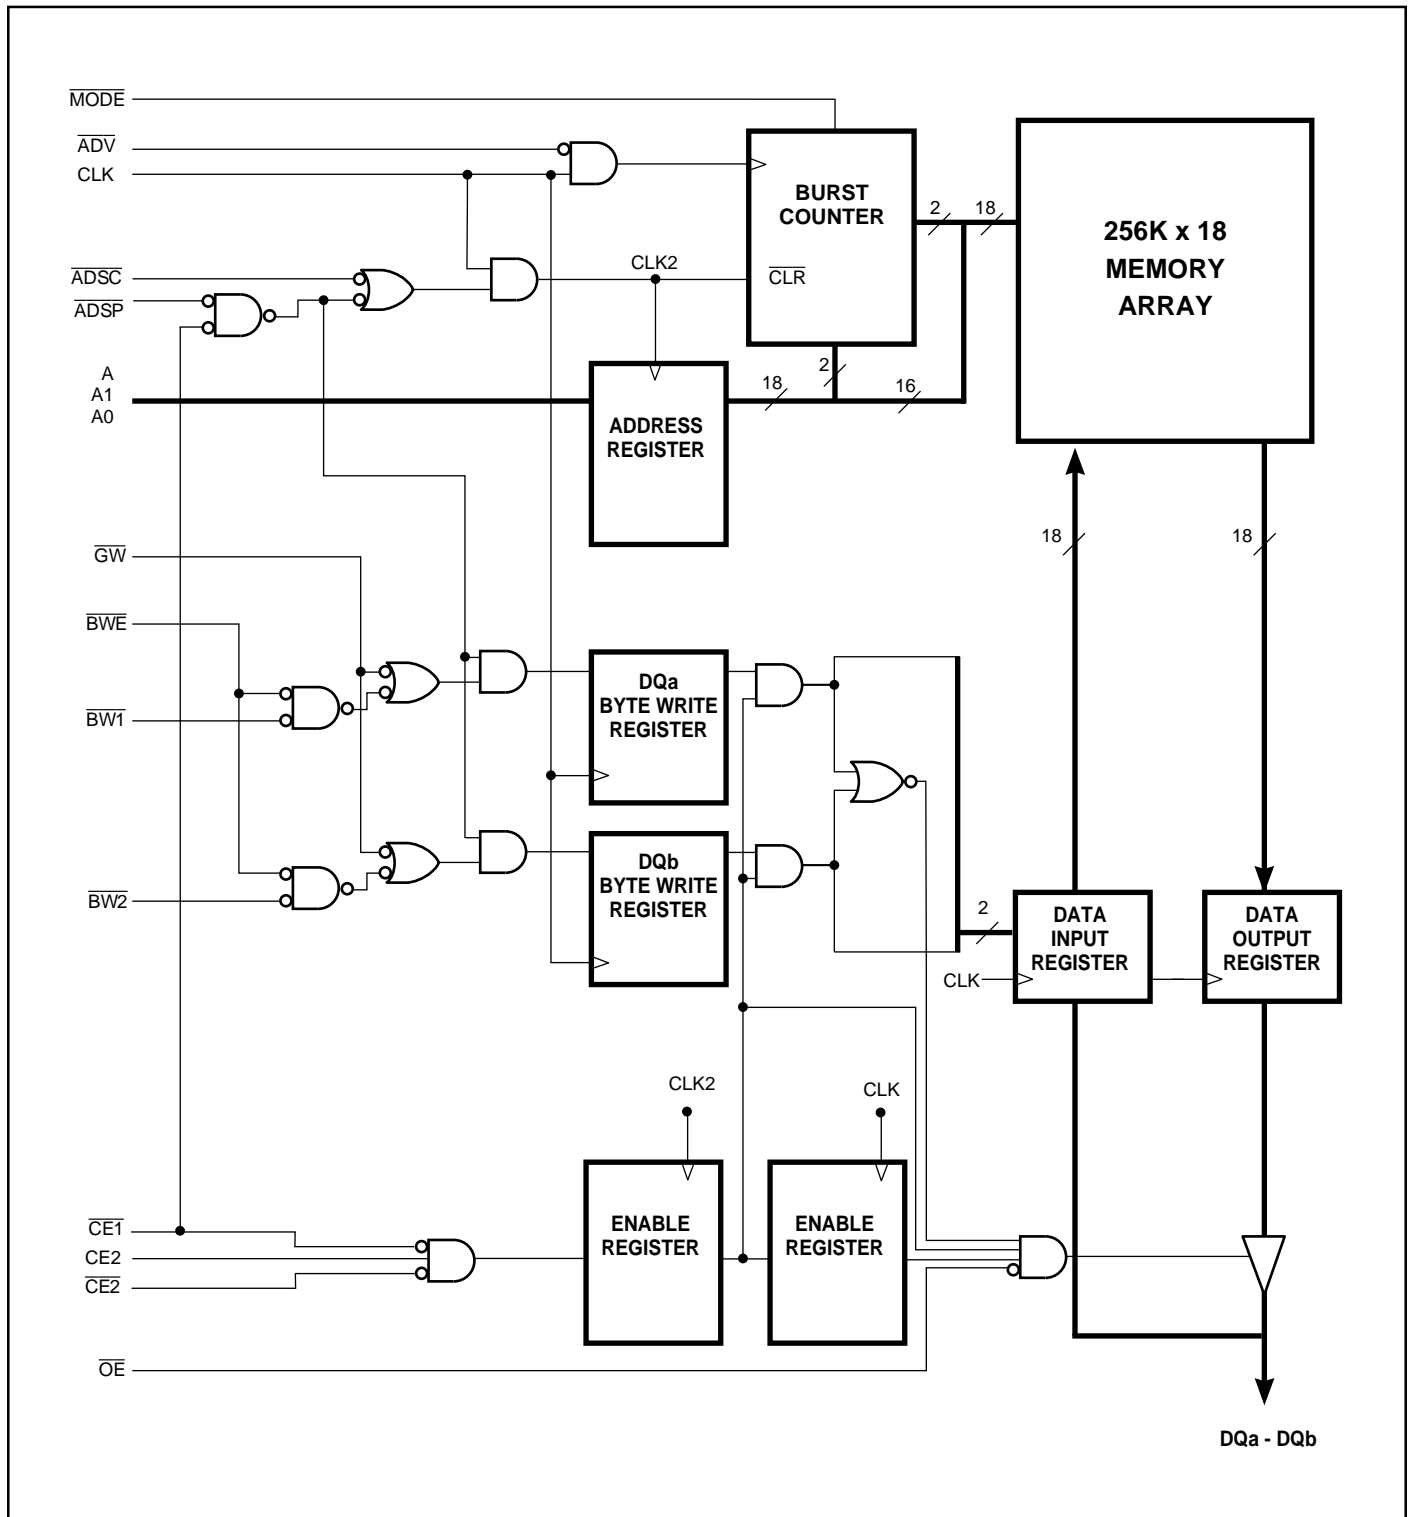 MODE
ADV
CLK
BURST
COUNTER
2
18
256K x 18
MEMORY
ARRAY
ADSC
ADSP
CLK2
CLR
A
A1
A0
2
18
16
ADDRESS
REGISTER
18
18
GW
BWE
BW1
DQa
BYTE WRITE
REGISTER
BW2
DQb
BYTE WRITE
REGISTER
2
DATA
INPUT
REGISTER
DATA
OUTPUT
REGISTER
CLK
CLK2
CLK
CE1
CE2
CE2
ENABLE
REGISTER
ENABLE
REGISTER
OE
DQa - DQb